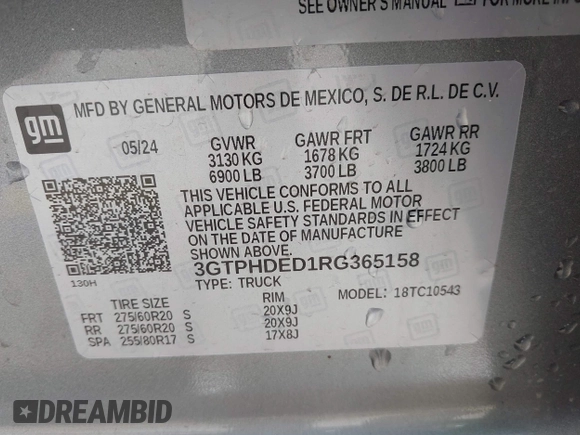 SEE OWNER'S MANUAL FOR MORE
gm
MFD BY GENERAL MOTORS DE MEXICO, S. DE R.L. DE C.V.
05/24 GVWR GAWR FRT GAWR RR
3130 KG 1678 KG 1724 KG
6900 LB 3700 LB 3800 LB
THIS VEHICLE CONFORMS TO ALL
APPLICABLE U.S. FEDERAL MOTOR
VEHICLE SAFETY STANDARDS IN EFFECT
ON THE DATE OF MANUFACTURE
SHOWN ABOVE.
3GTPHDED1RG365158
130H
TYPE: TRUCK MODEL: 18TC10543
TIRE SIZE RIM
FRT 275/60R20 S 20X9J
RR 275/60R20 S 20X9J
SPA 255/80R17 S 17X8J
DREAMBID